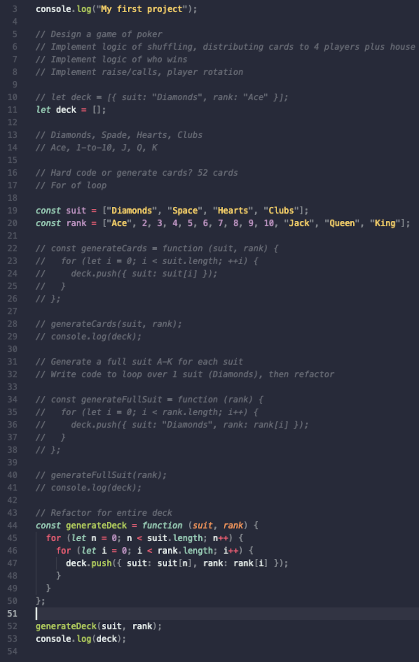 3 console.log("My first project");
4
5 // Design a game of poker
6 // Implement logic of shuffling, distributing cards to 4 players plus house
7 // Implement logic of who wins
8 // Implement raise/calls, player rotation
9
10 // let deck = [{ suit: "Diamonds", rank: "Ace" }];
11 let deck = [];
12
13 // Diamonds, Spade, Hearts, Clubs
14 // Ace, 1-to-10, J, Q, K
15
16 // Hard code or generate cards? 52 cards
17 // For of loop
18
19 const suit = ["Diamonds", "Space", "Hearts", "Clubs"];
20 const rank = ["Ace", 2, 3, 4, 5, 6, 7, 8, 9, 10, "Jack", "Queen", "King"];
21
22 // const generateCards = function (suit, rank) {
23 //   for (let i = 0; i < suit.length; ++i) {
24 //     deck.push({ suit: suit[i] });
25 //   }
26 // };
27
28 // generateCards(suit, rank);
29 // console.log(deck);
30
31 // Generate a full suit A-K for each suit
32 // Write code to loop over 1 suit (Diamonds), then refactor
33
34 // const generateFullSuit = function (rank) {
35 //   for (let i = 0; i < rank.length; i++) {
36 //     deck.push({ suit: "Diamonds", rank: rank[i] });
37 //   }
38 // };
39
40 // generateFullSuit(rank);
41 // console.log(deck);
42
43 // Refactor for entire deck
44 const generateDeck = function (suit, rank) {
45   for (let n = 0; n < suit.length; n++) {
46     for (let i = 0; i < rank.length; i++) {
47       deck.push({ suit: suit[n], rank: rank[i] });
48     }
49   }
50 };
51
52 generateDeck(suit, rank);
53 console.log(deck);
54